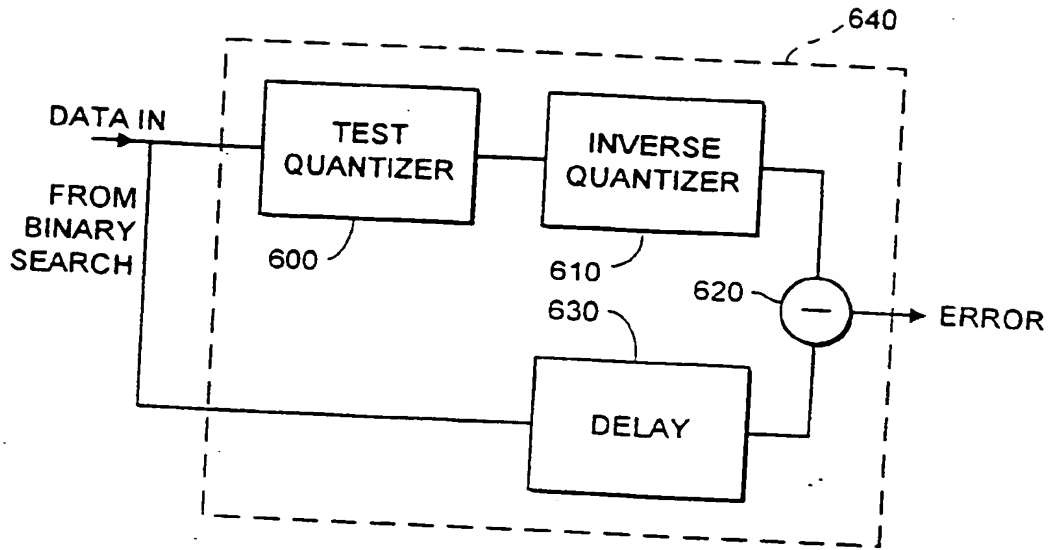 640
DATA IN
FROM
BINARY
SEARCH
TEST
QUANTIZER
600
INVERSE
QUANTIZER
610
620
−
ERROR
630
DELAY